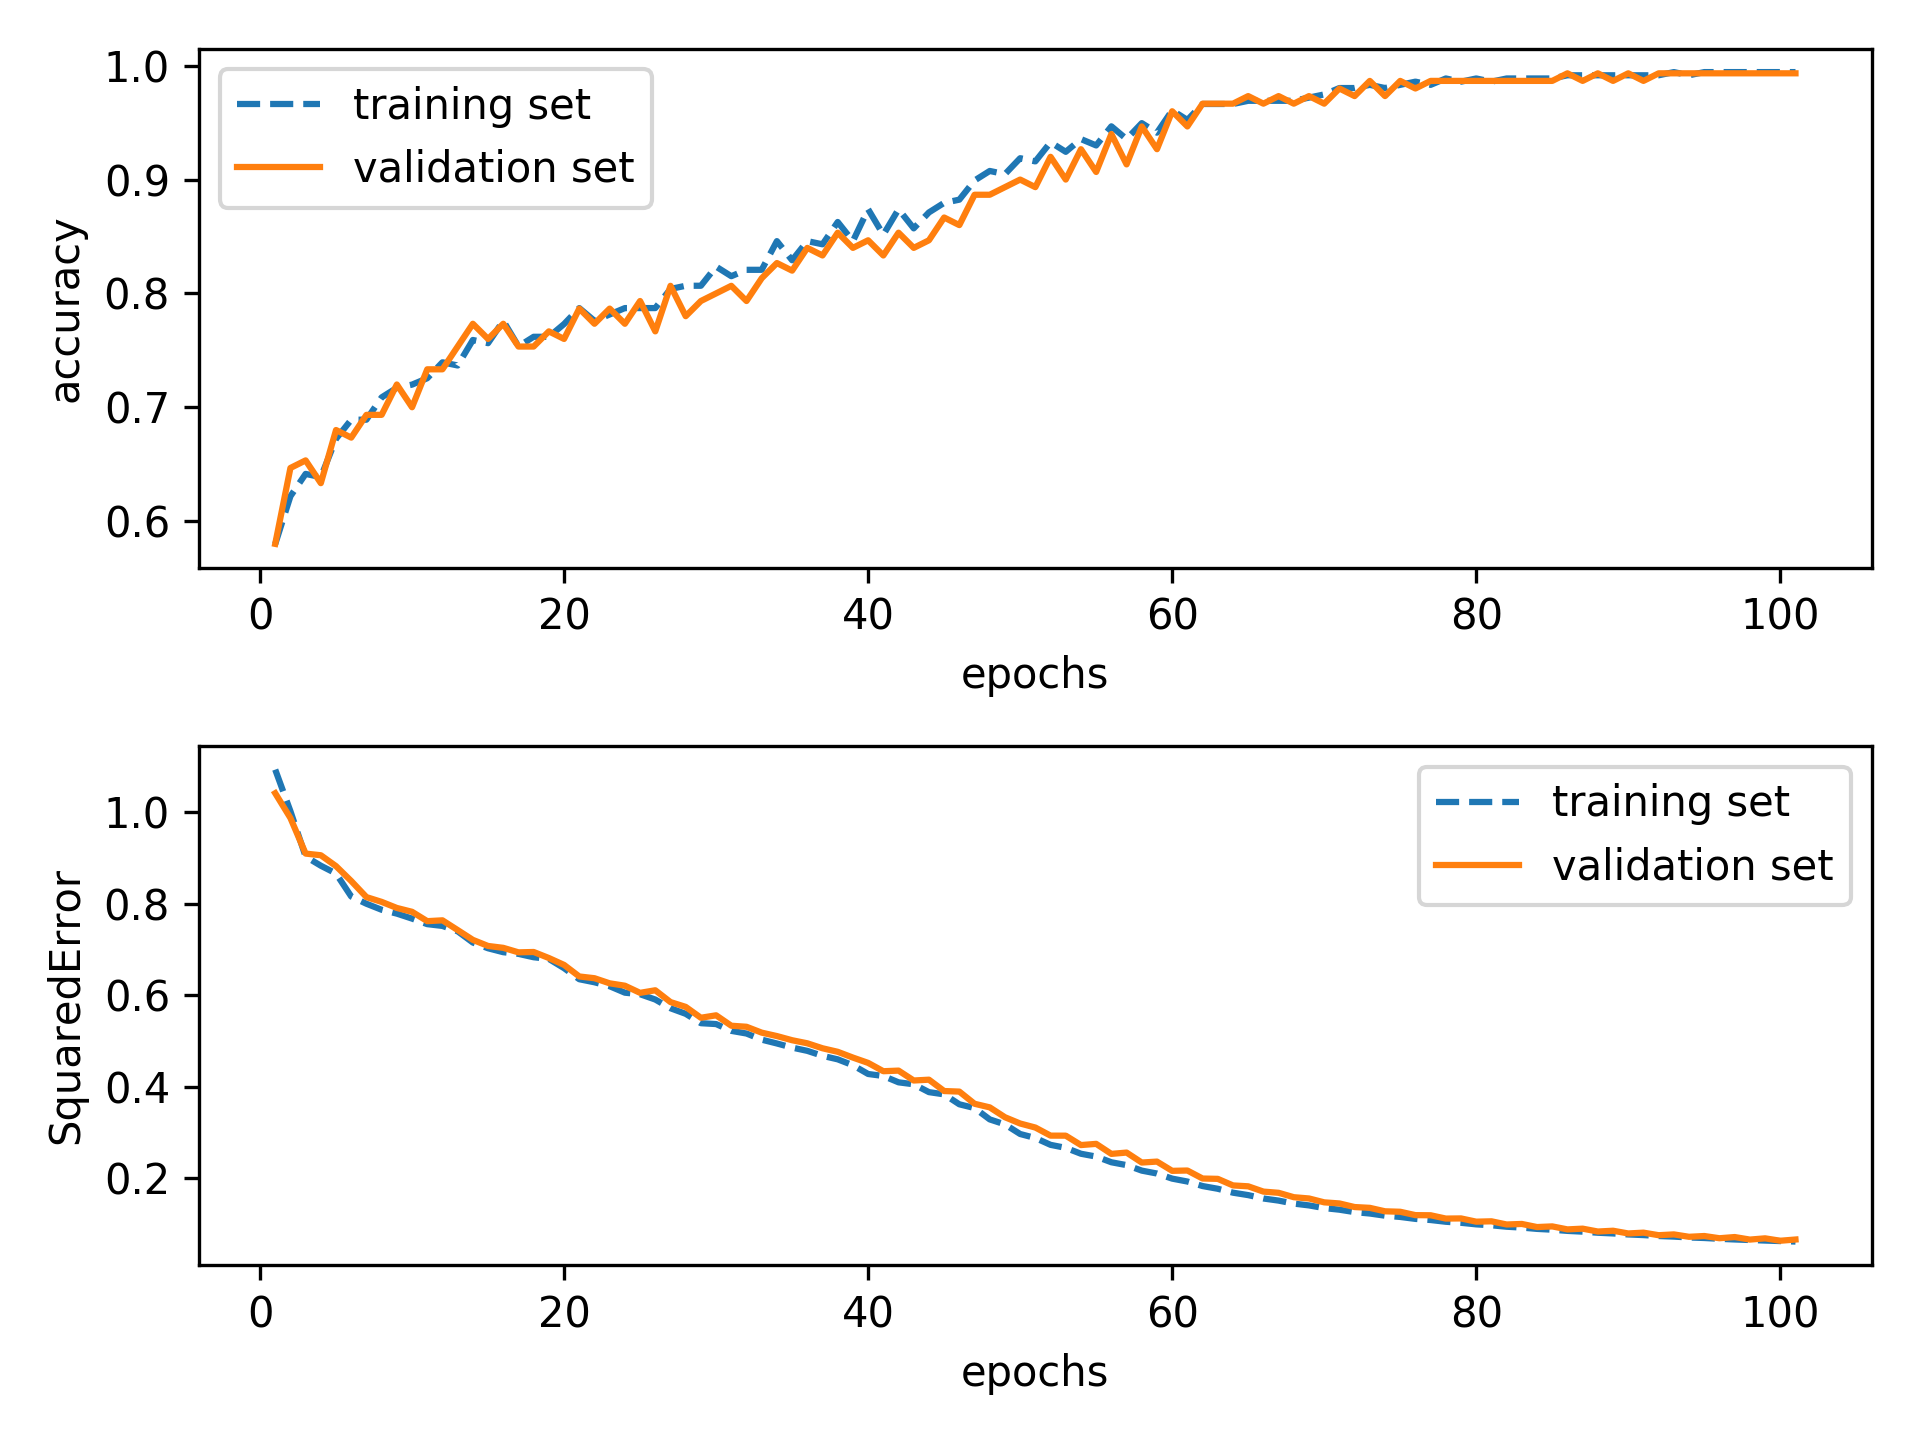 1.0
0.9
0.8
0.7
0.6
accuracy
training set
validation set
0 20 40 60 80 100
epochs
1.0
0.8
0.6
0.4
0.2
SquaredError
training set
validation set
0 20 40 60 80 100
epochs